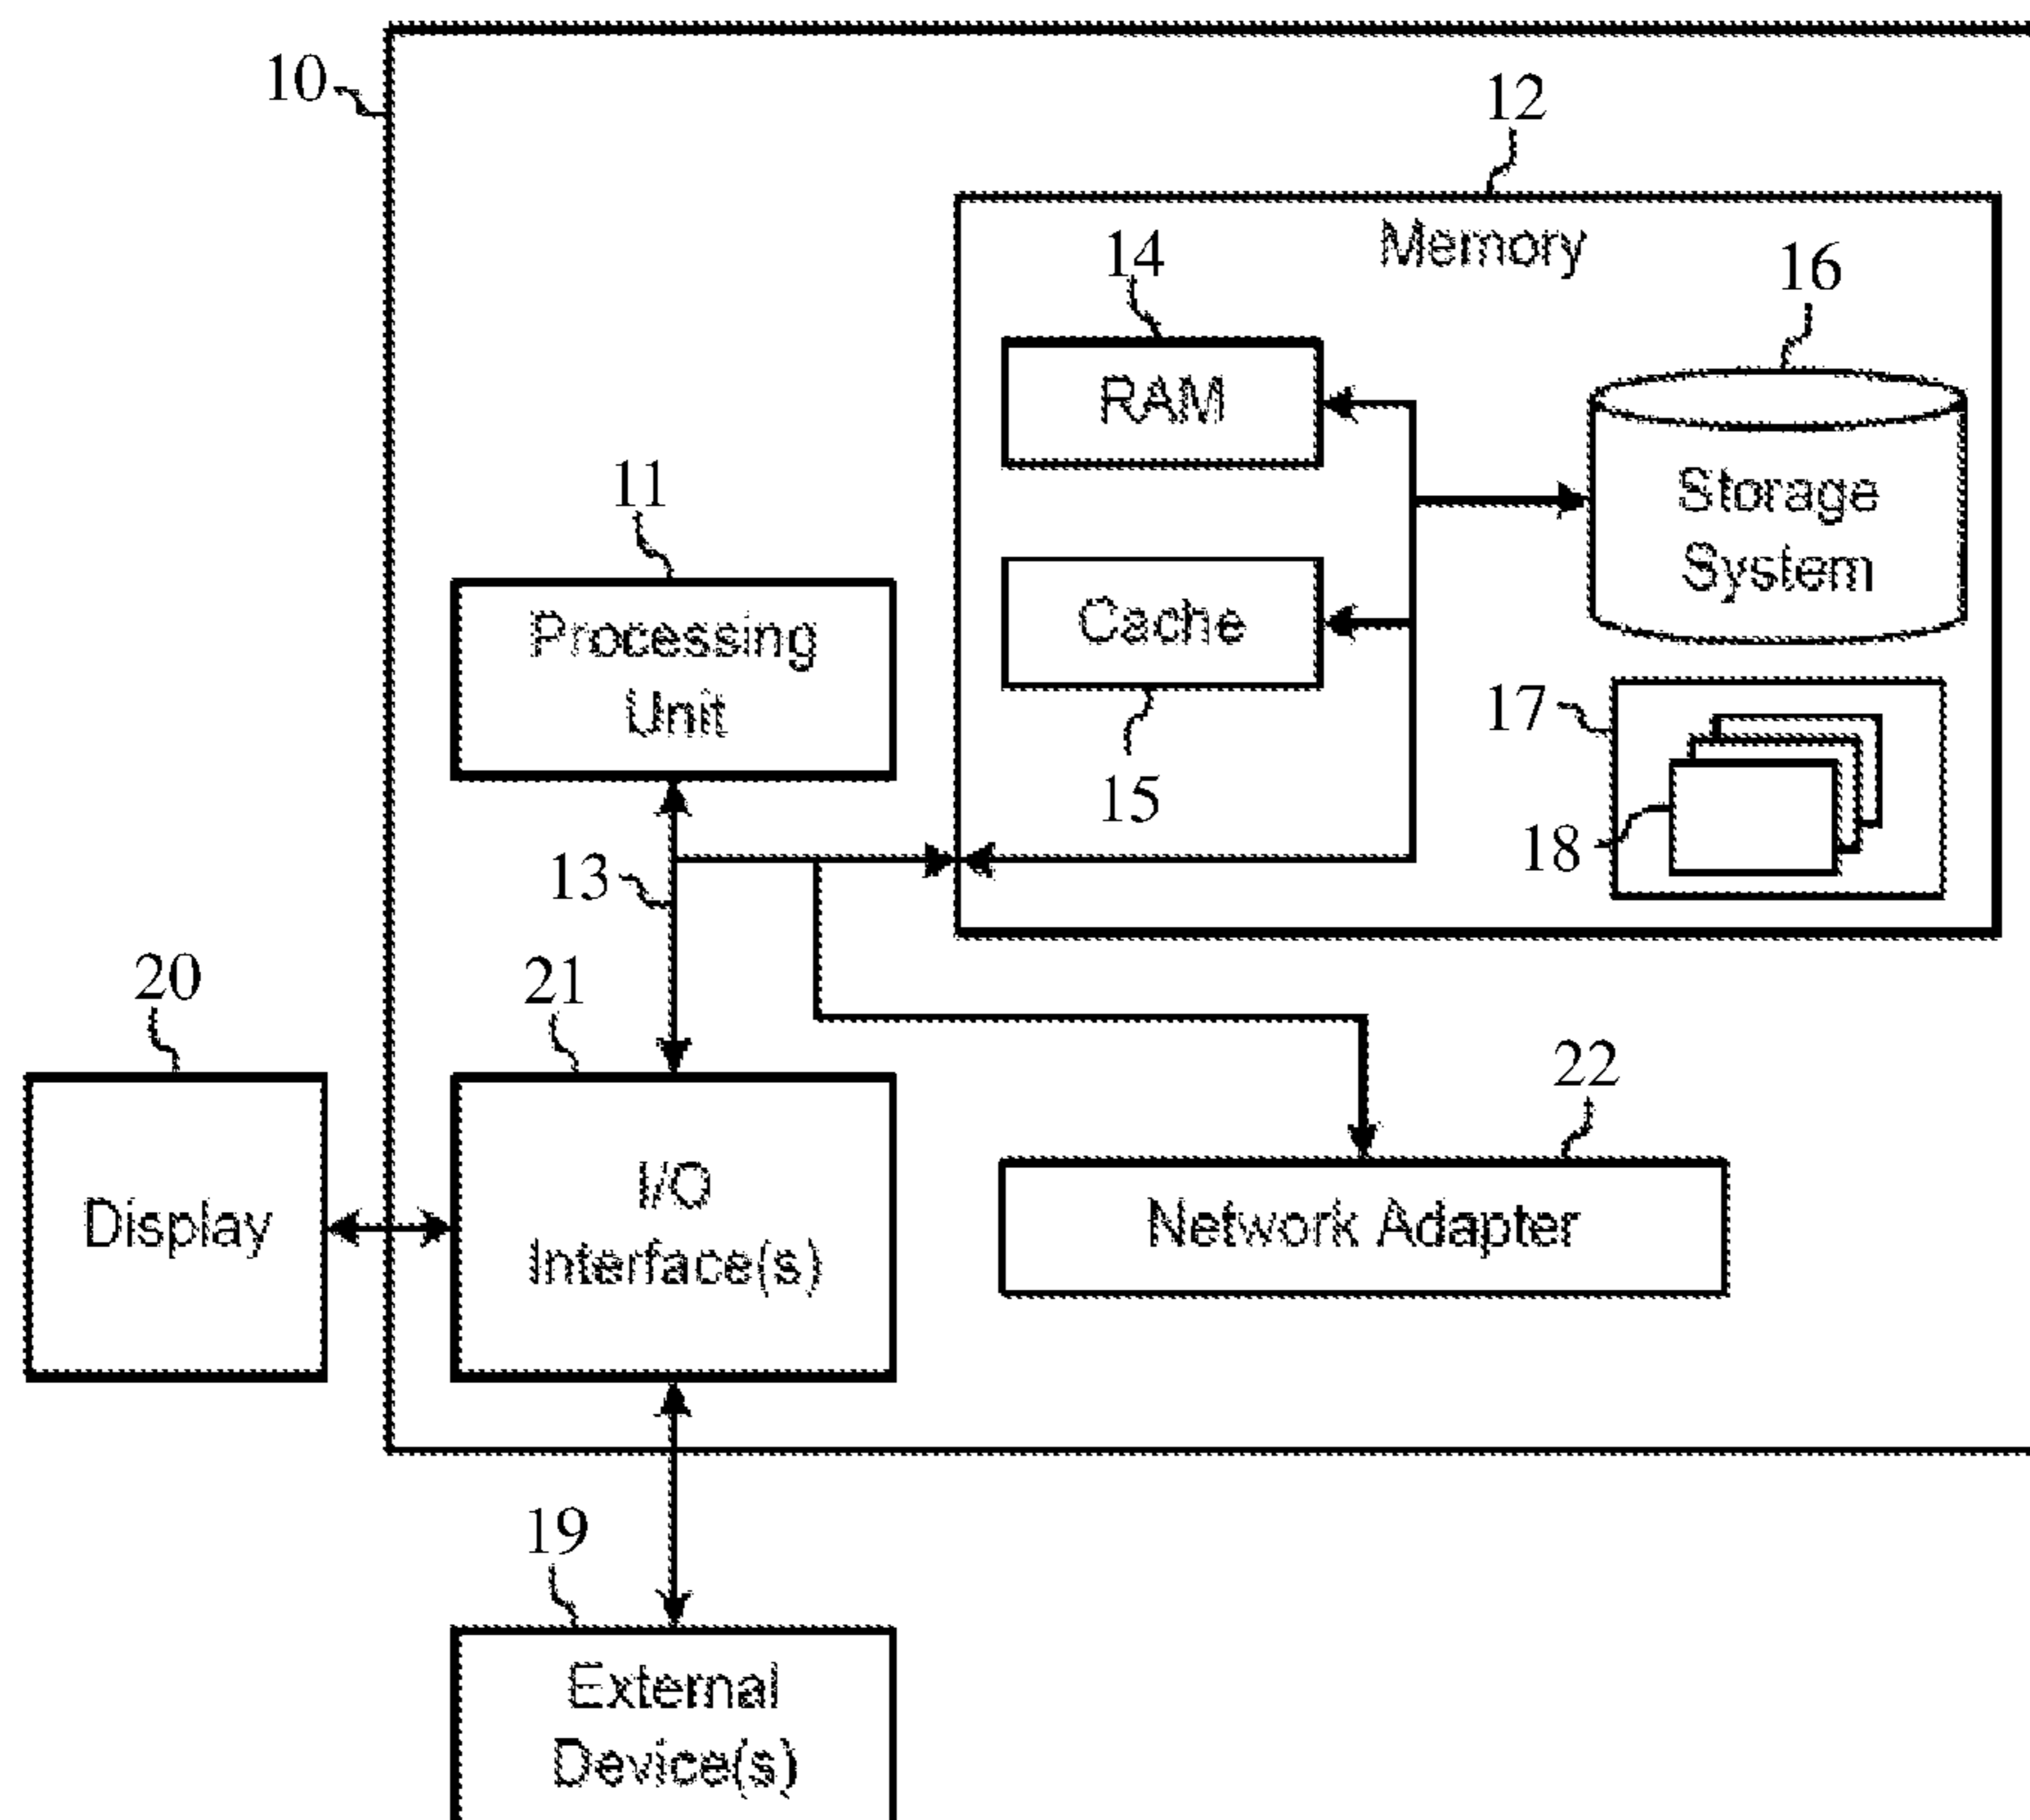 10
12
Memory
14
16
RAM
Storage
System
11
Processing
Unit
Cache
15
17
18
13
20
21
22
Display
I/O
Interface(s)
Network Adapter
19
External
Device(s)